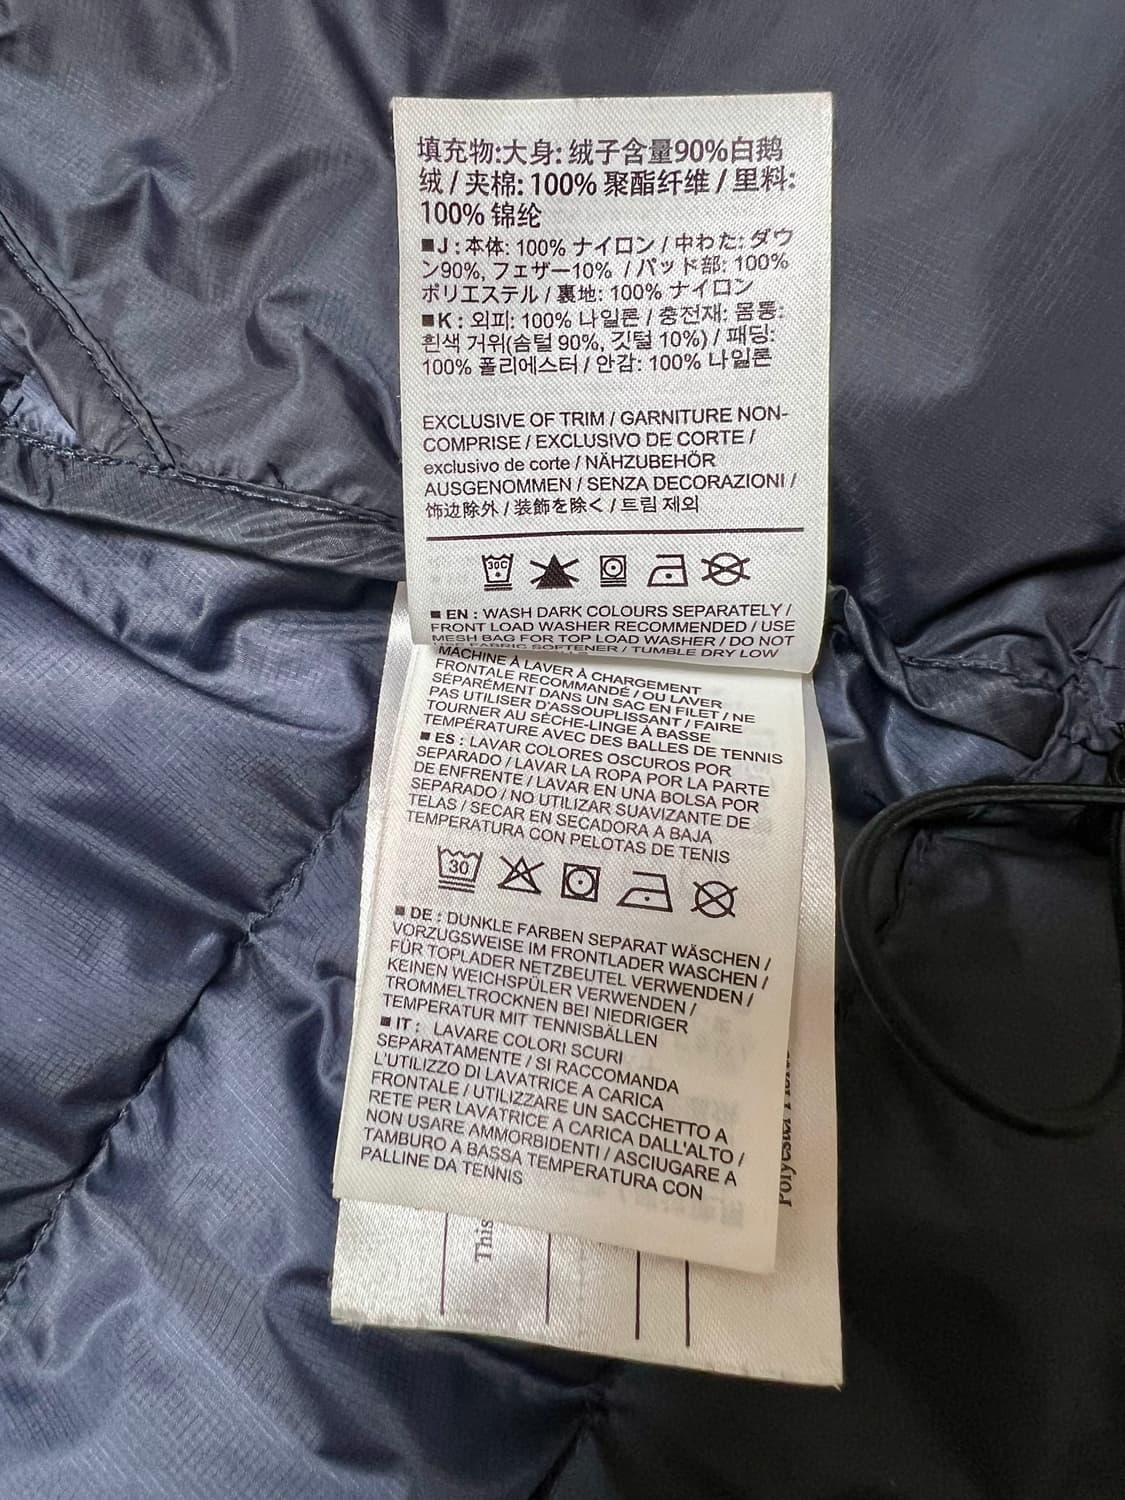 填充物:大身: 绒子含量90%白鹅
绒 / 夹棉: 100% 聚酯纤维 / 里料:
100% 锦纶
■J : 本体: 100% ナイロン / 中わた: ダウ
ン90%, フェザー10% / パッド部: 100%
ポリエステル / 裏地: 100% ナイロン
■K : 외피: 100% 나일론 / 충전재: 몸통:
흰색 거위(솜털 90%, 깃털 10%) / 패딩:
100% 폴리에스터 / 안감: 100% 나일론
EXCLUSIVE OF TRIM / GARNITURE NON-
COMPRISE / EXCLUSIVO DE CORTE /
exclusivo de corte / NÄHZUBEHÖR
AUSGENOMMEN / SENZA DECORAZIONI /
饰边除外 / 装飾を除く / 트림 제외
30C
■ EN : WASH DARK COLOURS SEPARATELY /
FRONT LOAD WASHER RECOMMENDED / USE
MESH BAG FOR TOP LOAD WASHER / DO NOT
FABRIC SOFTENER / TUMBLE DRY LOW
MACHINE À LAVER À CHARGEMENT
FRONTALE RECOMMANDÉ / OU LAVER
SÉPARÉMENT DANS UN SAC EN FILET / NE
PAS UTILISER D'ASSOUPLISSANT / FAIRE
TOURNER AU SÈCHE-LINGE À BASSE
TEMPÉRATURE AVEC DES BALLES DE TENNIS
■ ES : LAVAR COLORES OSCUROS POR
SEPARADO / LAVAR LA ROPA POR LA PARTE
DE ENFRENTE / LAVAR EN UNA BOLSA POR
SEPARADO / NO UTILIZAR SUAVIZANTE DE
TELAS / SECAR EN SECADORA A BAJA
TEMPERATURA CON PELOTAS DE TENIS
30
■ DE : DUNKLE FARBEN SEPARAT WÄSCHEN /
VORZUGSWEISE IM FRONTLADER WASCHEN /
FÜR TOPLADER NETZBEUTEL VERWENDEN /
KEINEN WEICHSPÜLER VERWENDEN /
TROMMELTROCKNEN BEI NIEDRIGER
TEMPERATUR MIT TENNISBÄLLEN
■ IT : LAVARE COLORI SCURI
SEPARATAMENTE / SI RACCOMANDA
L'UTILIZZO DI LAVATRICE A CARICA
FRONTALE / UTILIZZARE UN SACCHETTO A
RETE PER LAVATRICE A CARICA DALL'ALTO /
NON USARE AMMORBIDENTI / ASCIUGARE A
TAMBURO A BASSA TEMPERATURA CON
PALLINE DA TENNIS
This
Polyester